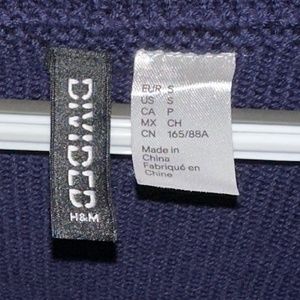 DIVIDED
H&M
EUR S
US S
CA P
MX CH
CN 165/88A
Made in
China
Fabriqué en
Chine